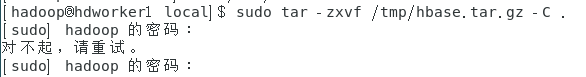 [hadoop@hdworker1 local]$ sudo tar -zxvf /tmp/hbase.tar.gz -C .
[sudo] hadoop 的密码：
对不起，请重试。
[sudo] hadoop 的密码：